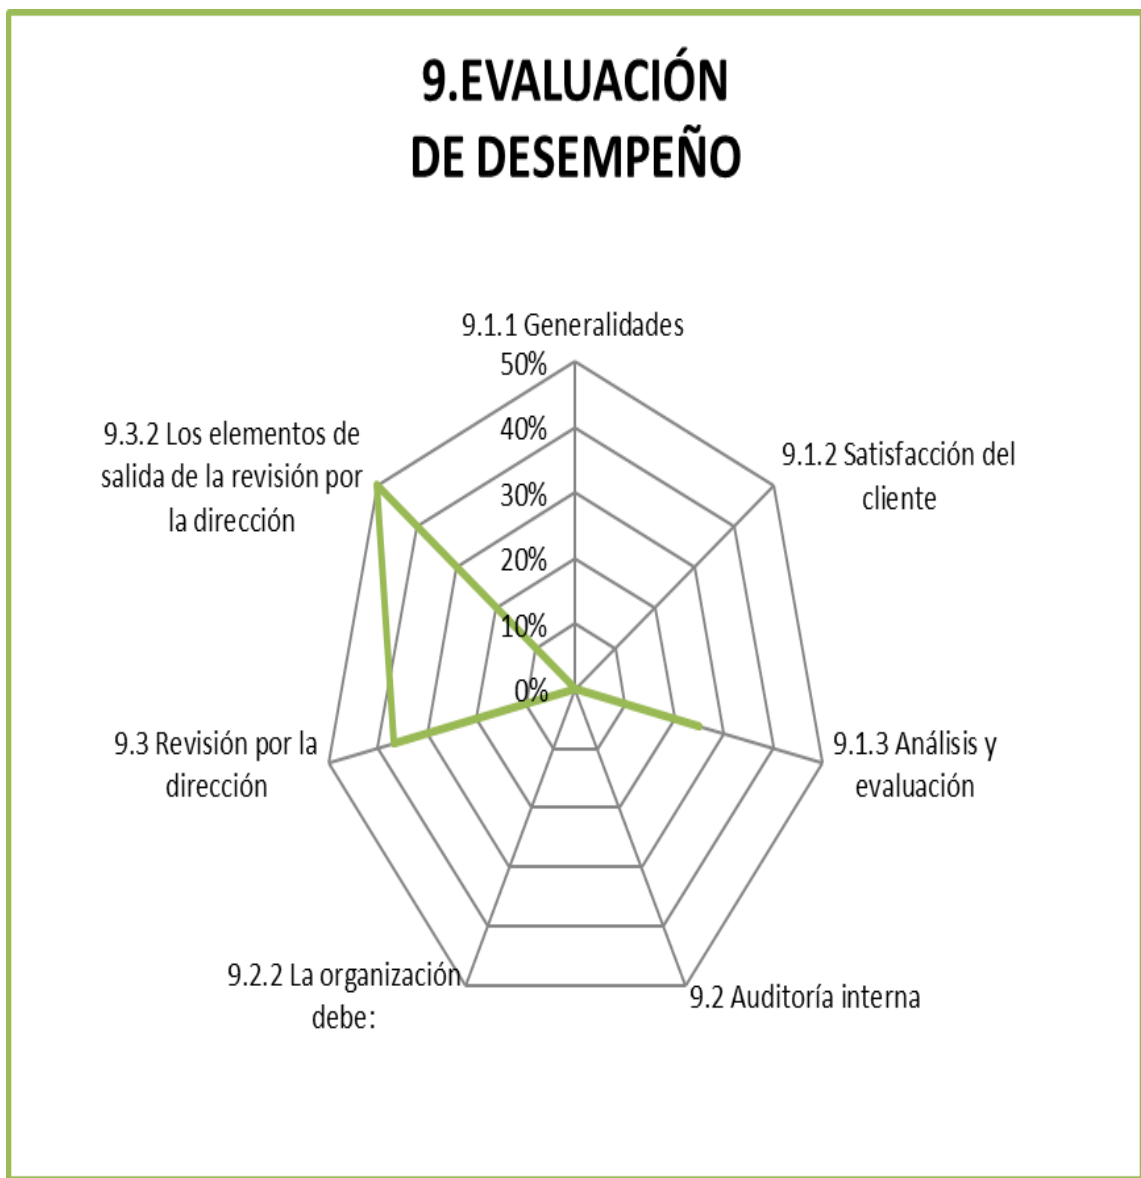 9.EVALUACIÓN
DE DESEMPEÑO
9.1.1 Generalidades
50%
40%
30%
20%
10%
0%
9.1.2 Satisfacción del
cliente
9.1.3 Análisis y
evaluación
9.2 Auditoría interna
9.2.2 La organización
debe:
9.3 Revisión por la
dirección
9.3.2 Los elementos de
salida de la revisión por
la dirección